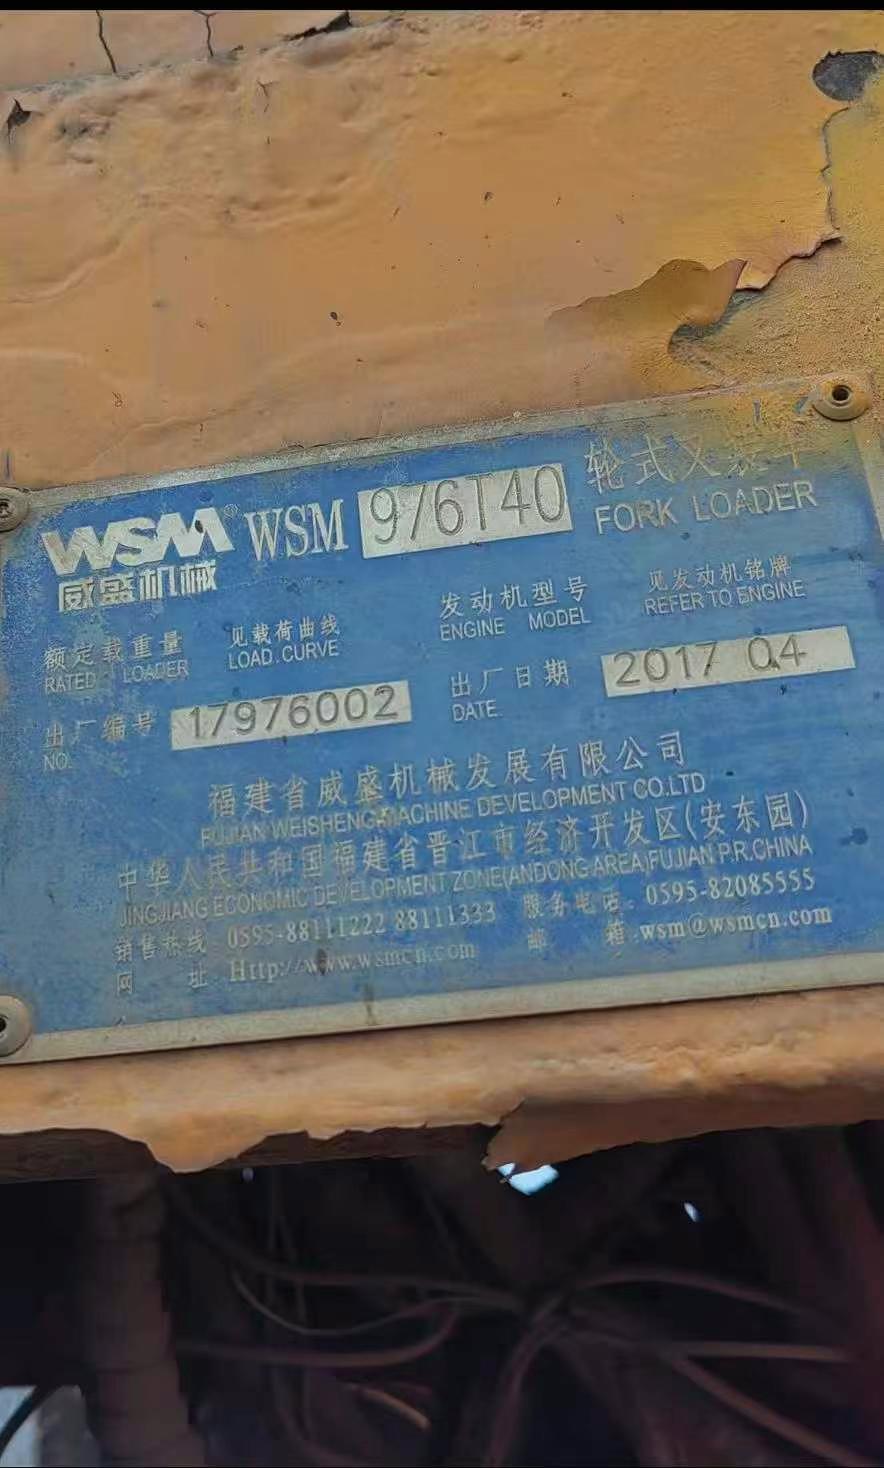 WSM® WSM 976T40 轮式叉装车
威盛机械 FORK LOADER
额定载重量 见载荷曲线 发动机型号 见发动机铭牌
RATED LOADER LOAD.CURVE ENGINE MODEL REFER TO ENGINE
出厂编号 17976002 出厂日期 2017 04
NO. DATE.
福建省威盛机械发展有限公司
FUJIAN WEISHENG MACHINE DEVELOPMENT CO.LTD
中华人民共和国福建省晋江市经济开发区(安东园)
JINGJIANG ECONOMIC DEVELOPMENT ZONE(ANDONG AREA)FUJIAN P.R.CHINA
销售热线:0595-88111222 88111333 服务电话:0595-82085555
网 址:Http://www.wsmcn.com 邮 箱:wsm@wsmcn.com